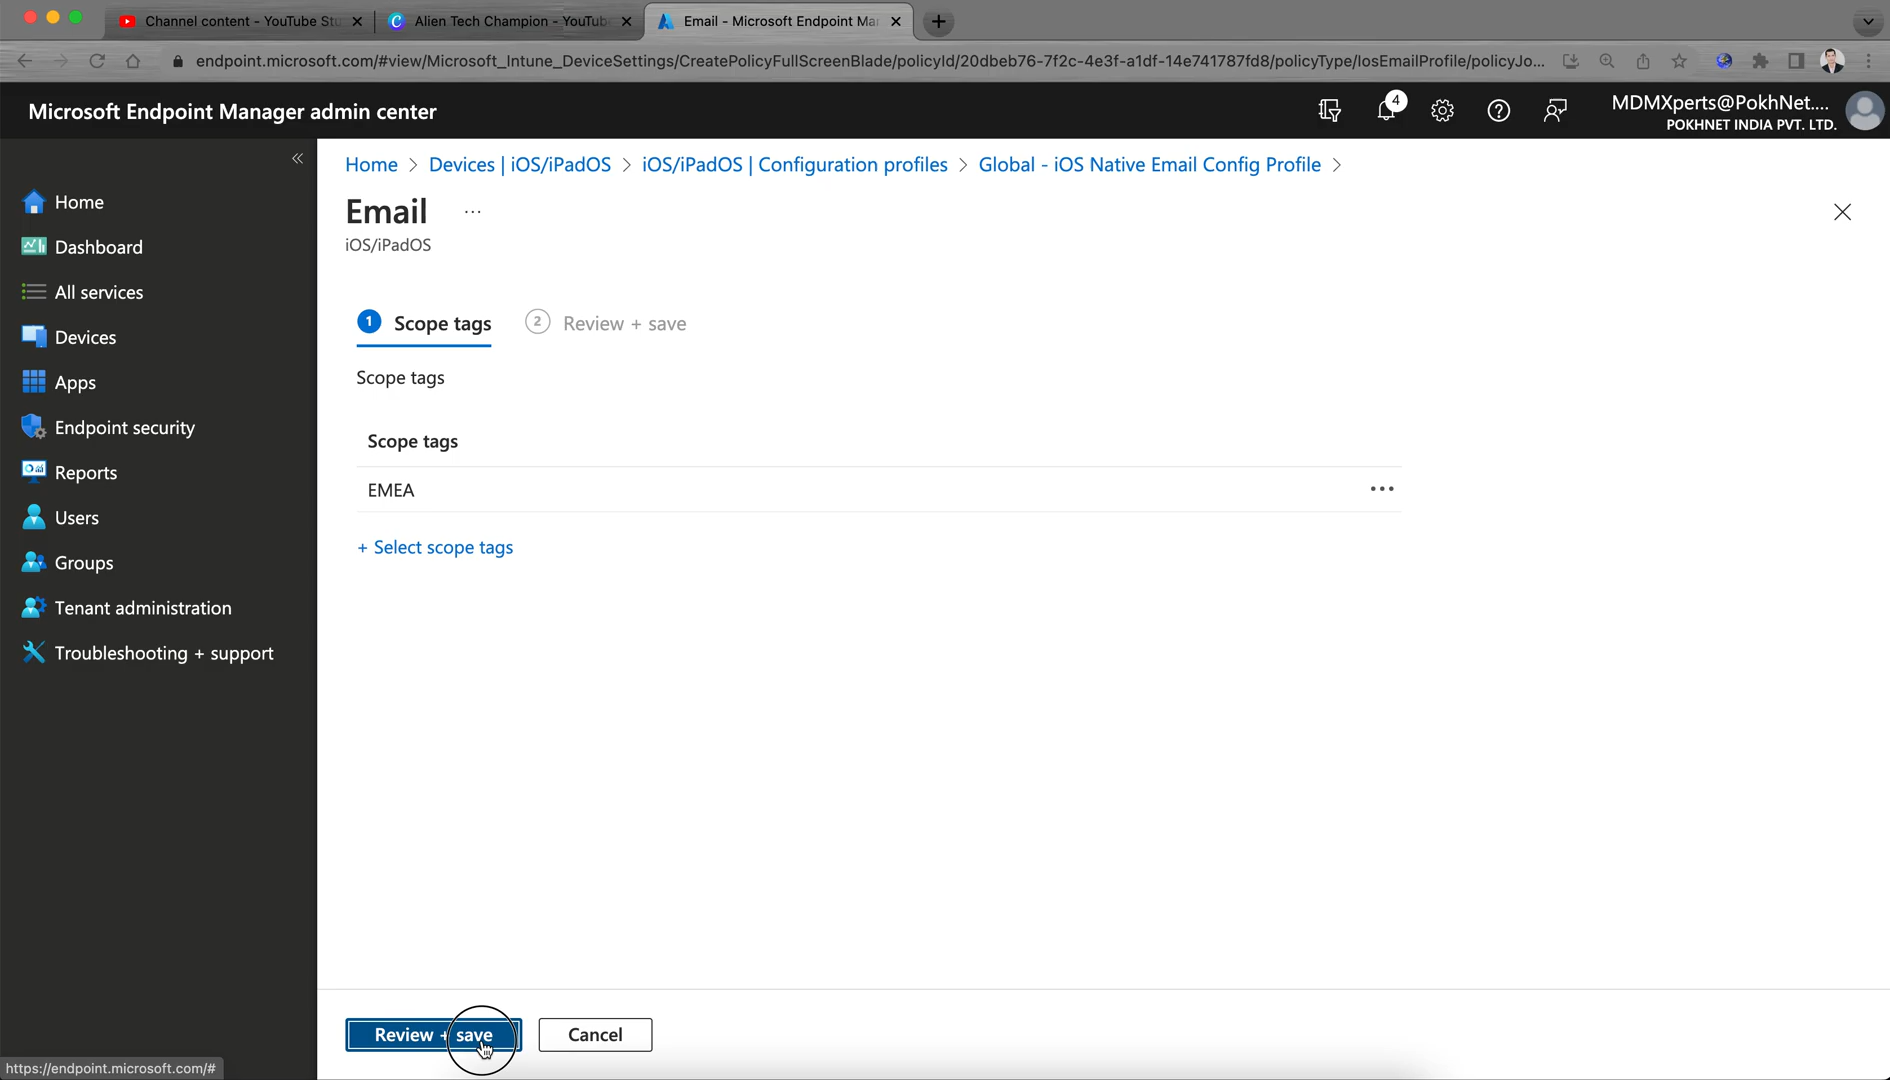 Channel content - YouTube Stu
Alien Tech Champion - YouTube
Email - Microsoft Endpoint Man
endpoint.microsoft.com/#view/Microsoft_Intune_DeviceSettings/CreatePolicyFullScreenBlade/policyId/20dbeb76-7f2c-4e3f-a1df-14e741787fd8/policyType/IosEmailProfile/policyJo...
Microsoft Endpoint Manager admin center
4
MDMXperts@PokhNet....
POKHNET INDIA PVT. LTD.
Home > Devices | iOS/iPadOS > iOS/iPadOS | Configuration profiles > Global - iOS Native Email Config Profile >
Email ...
iOS/iPadOS
Home
Dashboard
All services
Devices
Apps
Endpoint security
Reports
Users
Groups
Tenant administration
Troubleshooting + support
1 Scope tags
2 Review + save
Scope tags
Scope tags
EMEA
+ Select scope tags
Review + save
Cancel
https://endpoint.microsoft.com/#